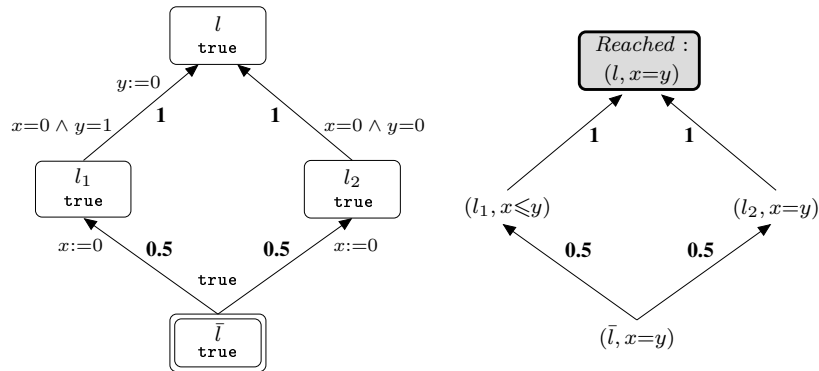 l
true
y:=0
x=0 ∧ y=1
1
1
x=0 ∧ y=0
l₁
true
l₂
true
x:=0
0.5
0.5
x:=0
true
l̄
true
Reached :
(l, x=y)
1
1
(l₁, x⩽y)
(l₂, x=y)
0.5
0.5
(l̄, x=y)